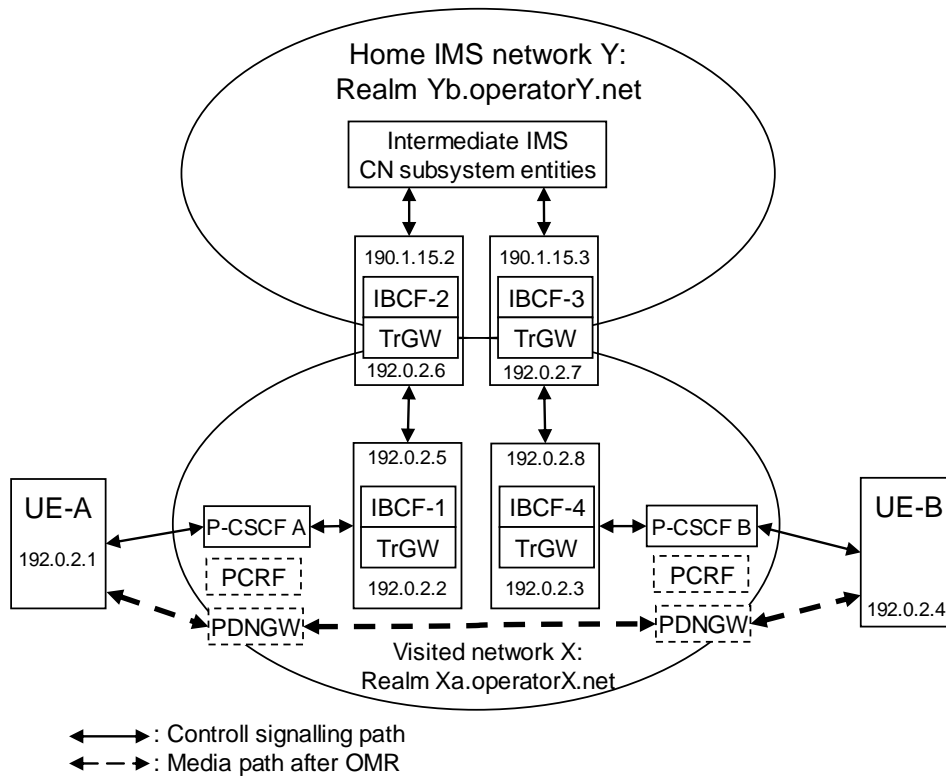 Home IMS network Y:
Realm Yb.operatorY.net
Intermediate IMS
CN subsystem entities
190.1.15.2
IBCF-2
TrGW
192.0.2.6
190.1.15.3
IBCF-3
TrGW
192.0.2.7
UE-A
192.0.2.1
P-CSCF A
PCRF
PDNGW
192.0.2.5
IBCF-1
TrGW
192.0.2.2
192.0.2.8
IBCF-4
TrGW
192.0.2.3
P-CSCF B
PCRF
PDNGW
UE-B
192.0.2.4
Visited network X:
Realm Xa.operatorX.net
: Controll signalling path
: Media path after OMR